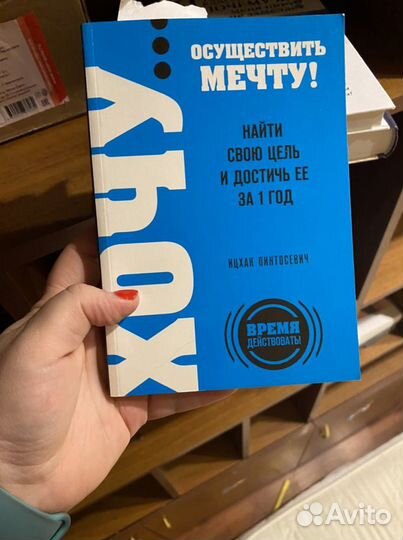 ХОЧУ...
ОСУЩЕСТВИТЬ
МЕЧТУ!
НАЙТИ
СВОЮ ЦЕЛЬ
И ДОСТИЧЬ ЕЕ
ЗА 1 ГОД
ИЦХАК ПИНТОСЕВИЧ
ВРЕМЯ
ДЕЙСТВОВАТЬ!
Avito